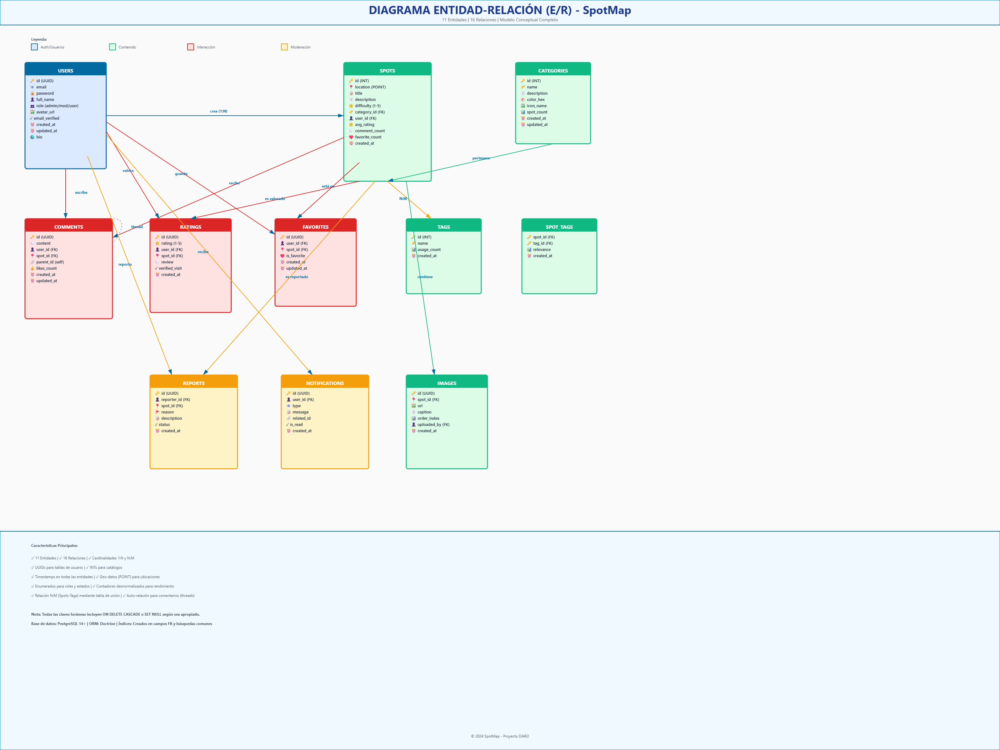 DIAGRAMA ENTIDAD-RELACIÓN (E/R) - SpotMap
11 Entidades | 16 Relaciones | Modelo Conceptual Completo
Leyenda:
Auth/Usuarios
Contenido
Interacción
Moderación
USERS
id (UUID)
email
password
full_name
role (admin/mod/user)
avatar_url
✓ email_verified
created_at
updated_at
bio
SPOTS
id (INT)
location (POINT)
title
description
difficulty (1-5)
category_id (FK)
user_id (FK)
avg_rating
comment_count
favorite_count
created_at
CATEGORIES
id (INT)
name
description
color_hex
icon_name
spot_count
created_at
updated_at
crea (1:N)
pertenece
valora
guarda
recibe
está en
escribe
es valorado
N:M
COMMENTS
id (UUID)
content
user_id (FK)
spot_id (FK)
parent_id (self)
likes_count
created_at
updated_at
thread
RATINGS
id (UUID)
rating (1-5)
user_id (FK)
spot_id (FK)
review
✓ verified_visit
created_at
recibe
reporta
FAVORITES
id (UUID)
user_id (FK)
spot_id (FK)
is_favorite
created_at
updated_at
es reportado
TAGS
id (INT)
name
usage_count
created_at
contiene
SPOT_TAGS
spot_id (FK)
tag_id (FK)
relevance
created_at
REPORTS
id (UUID)
reporter_id (FK)
spot_id (FK)
reason
description
✓ status
created_at
NOTIFICATIONS
id (UUID)
user_id (FK)
type
message
related_id
✓ is_read
created_at
IMAGES
id (UUID)
spot_id (FK)
url
caption
order_index
uploaded_by (FK)
created_at
Características Principales:
✓ 11 Entidades | ✓ 16 Relaciones | ✓ Cardinalidades 1:N y N:M
✓ UUIDs para tablas de usuario | ✓ INTs para catálogos
✓ Timestamps en todas las entidades | ✓ Geo-datos (POINT) para ubicaciones
✓ Enumerados para roles y estados | ✓ Contadores desnormalizados para rendimiento
✓ Relación N:M (Spots-Tags) mediante tabla de unión | ✓ Auto-relación para comentarios (threads)
Nota: Todas las claves foráneas incluyen ON DELETE CASCADE o SET NULL según sea apropiado.
Base de datos: PostgreSQL 14+ | ORM: Doctrine | Índices: Creados en campos FK y búsquedas comunes
© 2024 SpotMap - Proyecto DAW2